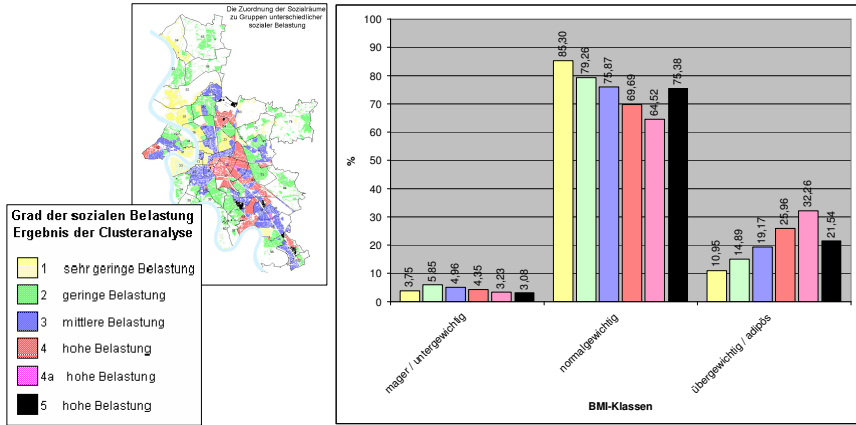 Die Zuordnung der Sozialräume
zu Gruppen unterschiedlicher
sozialer Belastung
Grad der sozialen Belastung
Ergebnis der Clusteranalyse
1 sehr geringe Belastung
2 geringe Belastung
3 mittlere Belastung
4 hohe Belastung
4a hohe Belastung
5 hohe Belastung
%
100
90
80
70
60
50
40
30
20
10
0
3,75
5,85
4,96
4,35
3,23
3,08
85,30
79,26
75,87
69,69
64,52
75,38
10,95
14,89
19,17
25,96
32,26
21,54
mager / untergewichtig
normalgewichtig
übergewichtig / adipös
BMI-Klassen